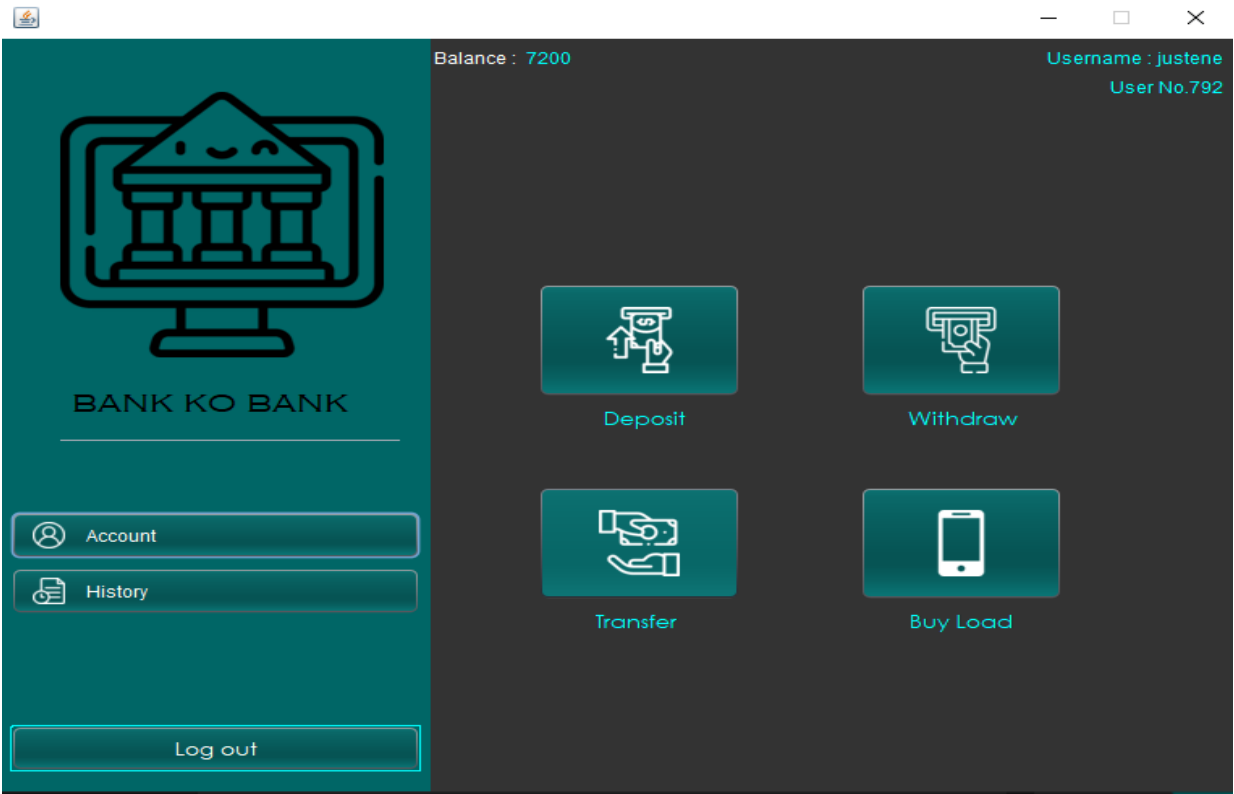 Balance : 7200
Username : justene
User No.792
BANK KO BANK
Account
History
Log out
Deposit
Withdraw
Transfer
Buy Load